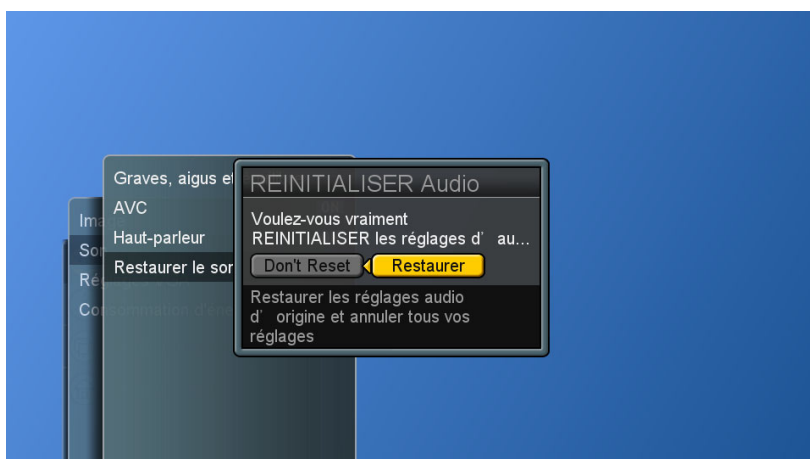 Graves, aigus et
AVC
Haut-parleur
Restaurer le sor
REINITIALISER Audio
Voulez-vous vraiment
REINITIALISER les réglages d’ au...
Don't Reset
Restaurer
Restaurer les réglages audio
d’ origine et annuler tous vos
réglages